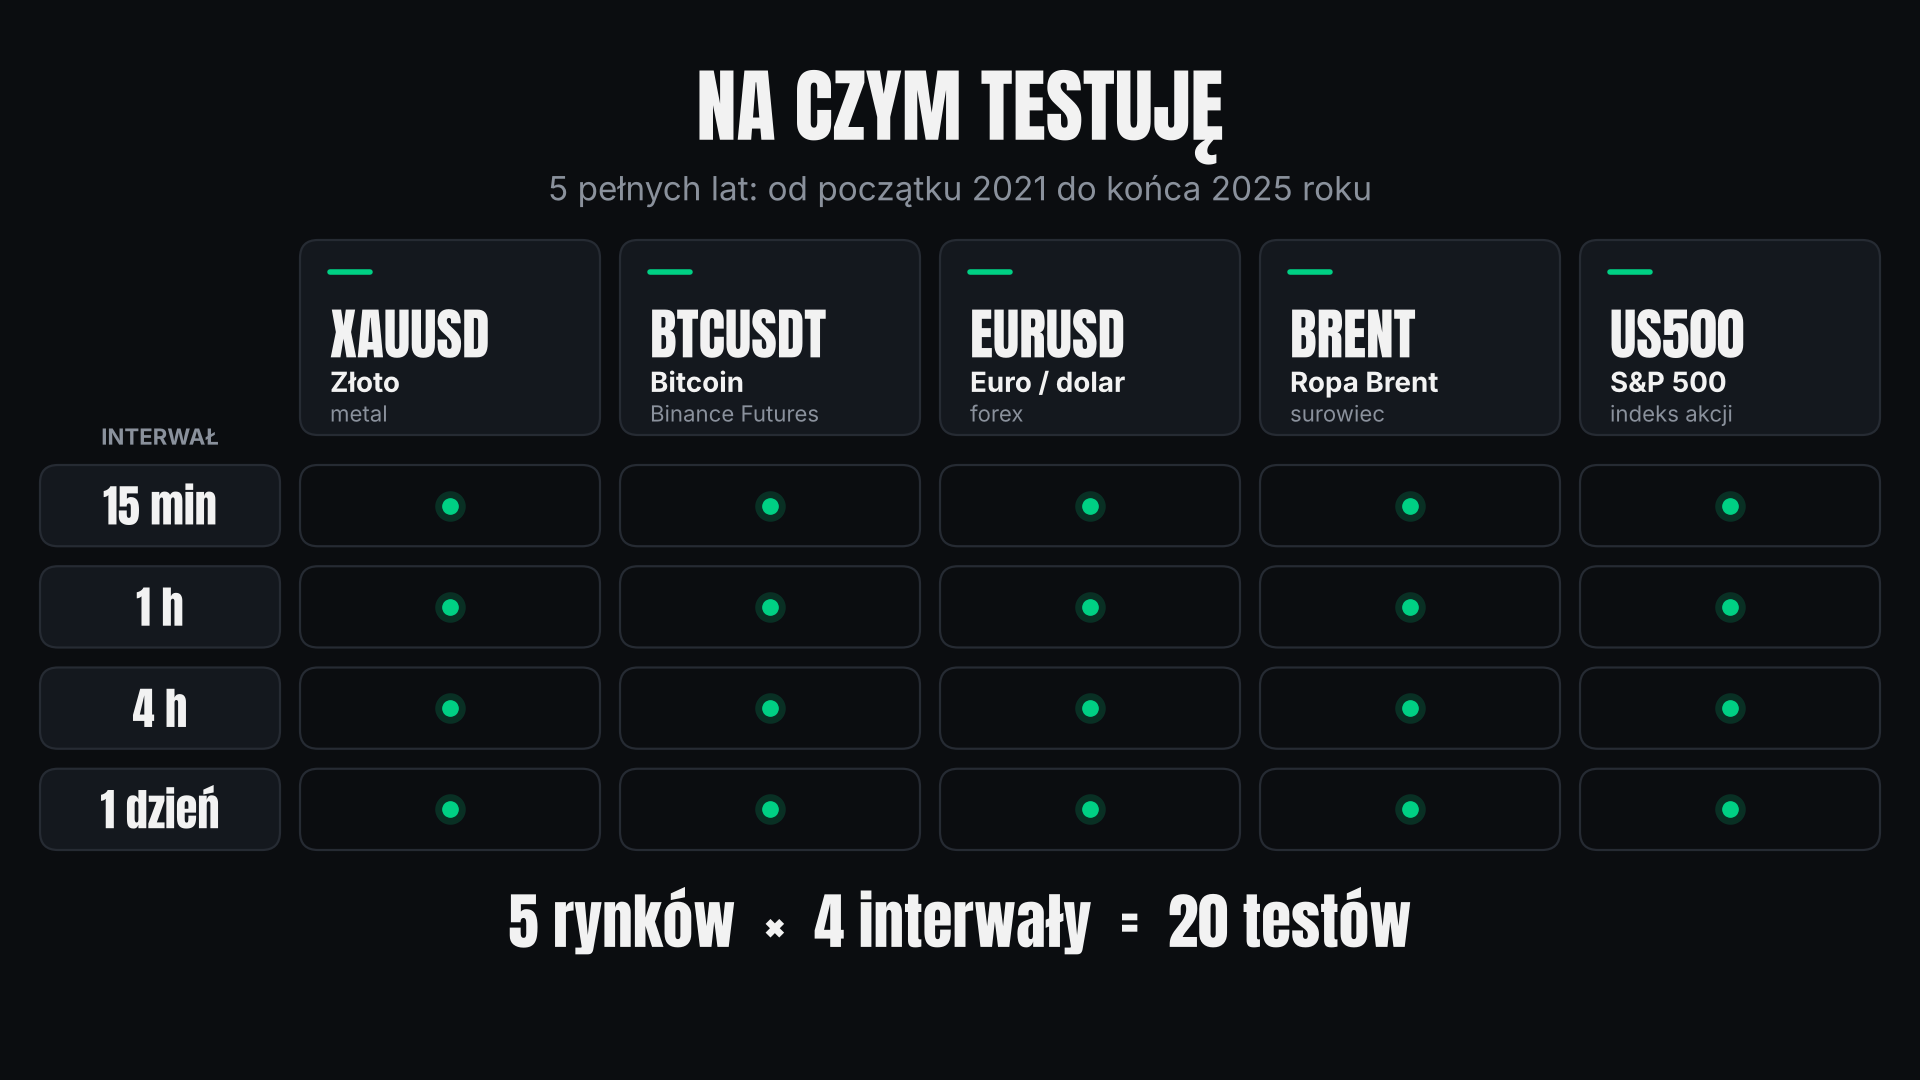 NA CZYM TESTUJĘ
5 pełnych lat: od początku 2021 do końca 2025 roku
XAUUSD
Złoto
metal
BTCUSDT
Bitcoin
Binance Futures
EURUSD
Euro / dolar
forex
BRENT
Ropa Brent
surowiec
US500
S&P 500
indeks akcji
INTERWAŁ
15 min
1 h
4 h
1 dzień
5 rynków × 4 interwały = 20 testów